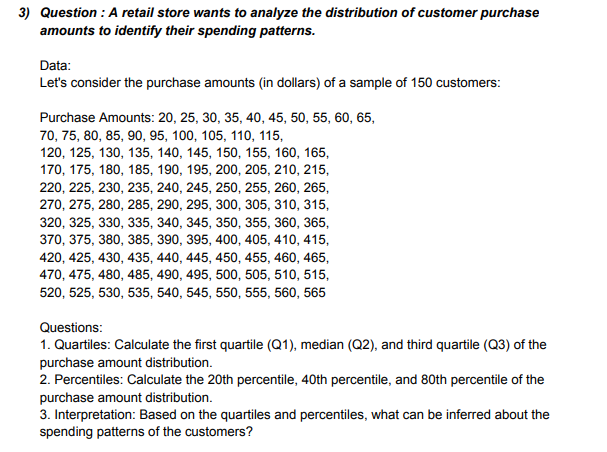 3) Question : A retail store wants to analyze the distribution of customer purchase
amounts to identify their spending patterns.
Data:
Let's consider the purchase amounts (in dollars) of a sample of 150 customers:
Purchase Amounts: 20, 25, 30, 35, 40, 45, 50, 55, 60, 65,
70, 75, 80, 85, 90, 95, 100, 105, 110, 115,
120, 125, 130, 135, 140, 145, 150, 155, 160, 165,
170, 175, 180, 185, 190, 195, 200, 205, 210, 215,
220, 225, 230, 235, 240, 245, 250, 255, 260, 265,
270, 275, 280, 285, 290, 295, 300, 305, 310, 315,
320, 325, 330, 335, 340, 345, 350, 355, 360, 365,
370, 375, 380, 385, 390, 395, 400, 405, 410, 415,
420, 425, 430, 435, 440, 445, 450, 455, 460, 465,
470, 475, 480, 485, 490, 495, 500, 505, 510, 515,
520, 525, 530, 535, 540, 545, 550, 555, 560, 565
Questions:
1. Quartiles: Calculate the first quartile (Q1), median (Q2), and third quartile (Q3) of the
purchase amount distribution.
2. Percentiles: Calculate the 20th percentile, 40th percentile, and 80th percentile of the
purchase amount distribution.
3. Interpretation: Based on the quartiles and percentiles, what can be inferred about the
spending patterns of the customers?